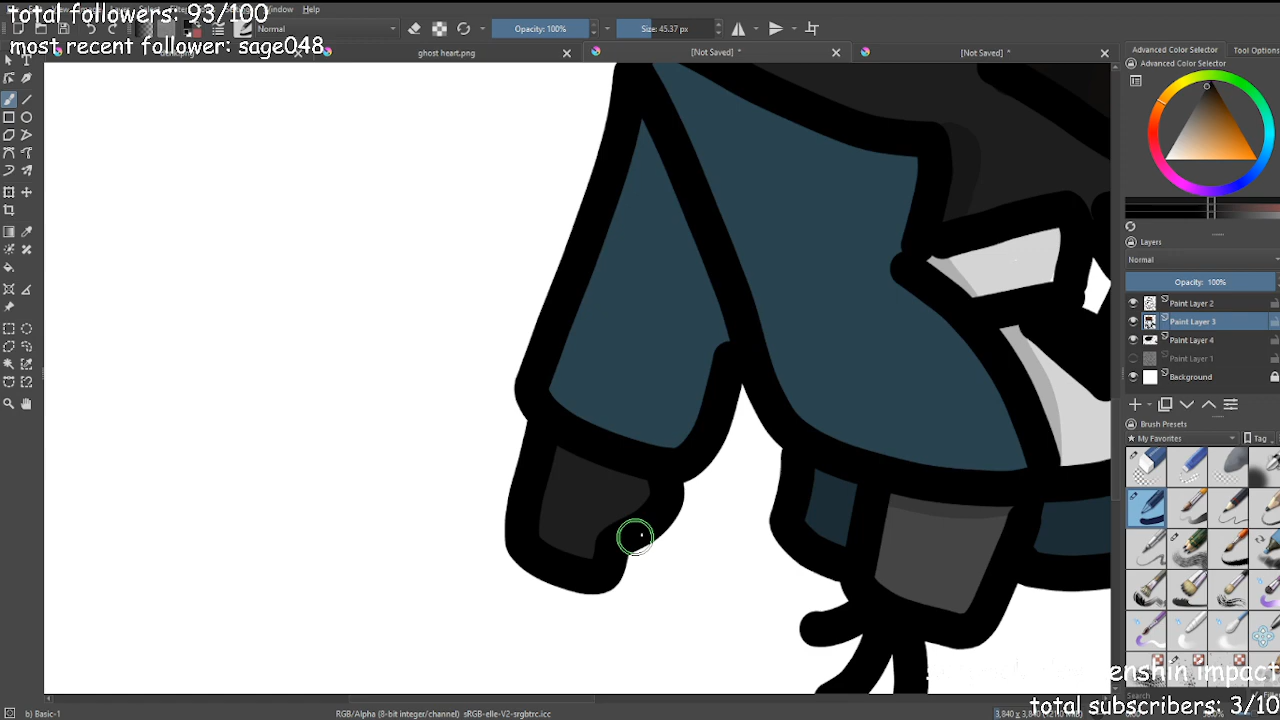 total followers: 93/100
Window Help
Normal
Opacity: 100%
Size: 45.37 px
most recent follower: sage048
ghost heart.png
[Not Saved] *
[Not Saved] *
Advanced Color Selector
Tool Options
Advanced Color Selector
Layers
Normal
Opacity: 100%
Paint Layer 2
Paint Layer 3
Paint Layer 4
Paint Layer 1
Background
Brush Presets
★ My Favorites
Tag
genshin impact
Search
total subscribers: 3/10
b) Basic-1
RGB/Alpha (8-bit integer/channel) sRGB-elle-V2-srgbtrc.icc